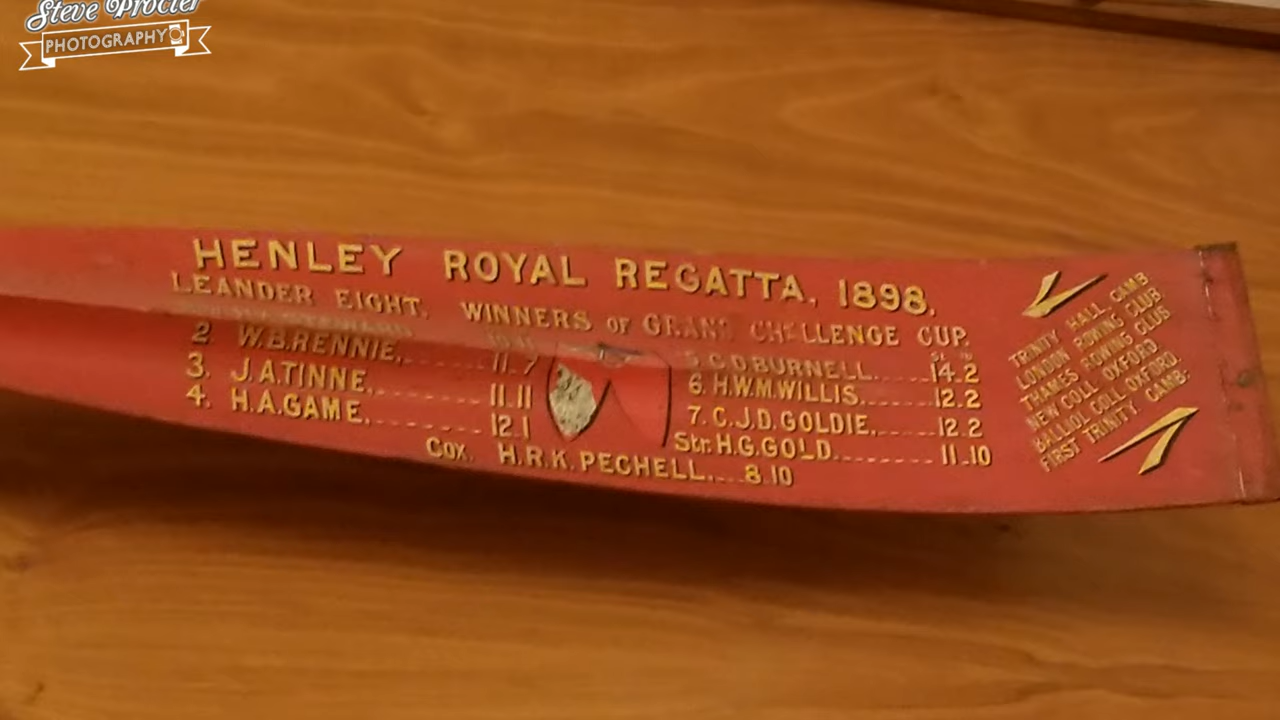 Steve Procter
PHOTOGRAPHY
HENLEY ROYAL REGATTA, 1898.
LEANDER EIGHT. WINNERS OF GRAND CHALLENGE CUP.
2. W.B.RENNIE. 11.7
3. J.A.TINNE. 11.11
4. H.A.GAME. 12.1
5. C.D.BURNELL. 14.2
6. H.W.M.WILLIS. 12.2
7. C.J.D.GOLDIE. 12.2
Str. H.G.GOLD. 11.10
Cox. H.R.K.PECHELL. 8.10
TRINITY HALL CAMB
LONDON ROWING CLUB
THAMES ROWING CLUB
NEW COLL OXFORD
BALLIOL COLL OXFORD.
FIRST TRINITY CAMB.